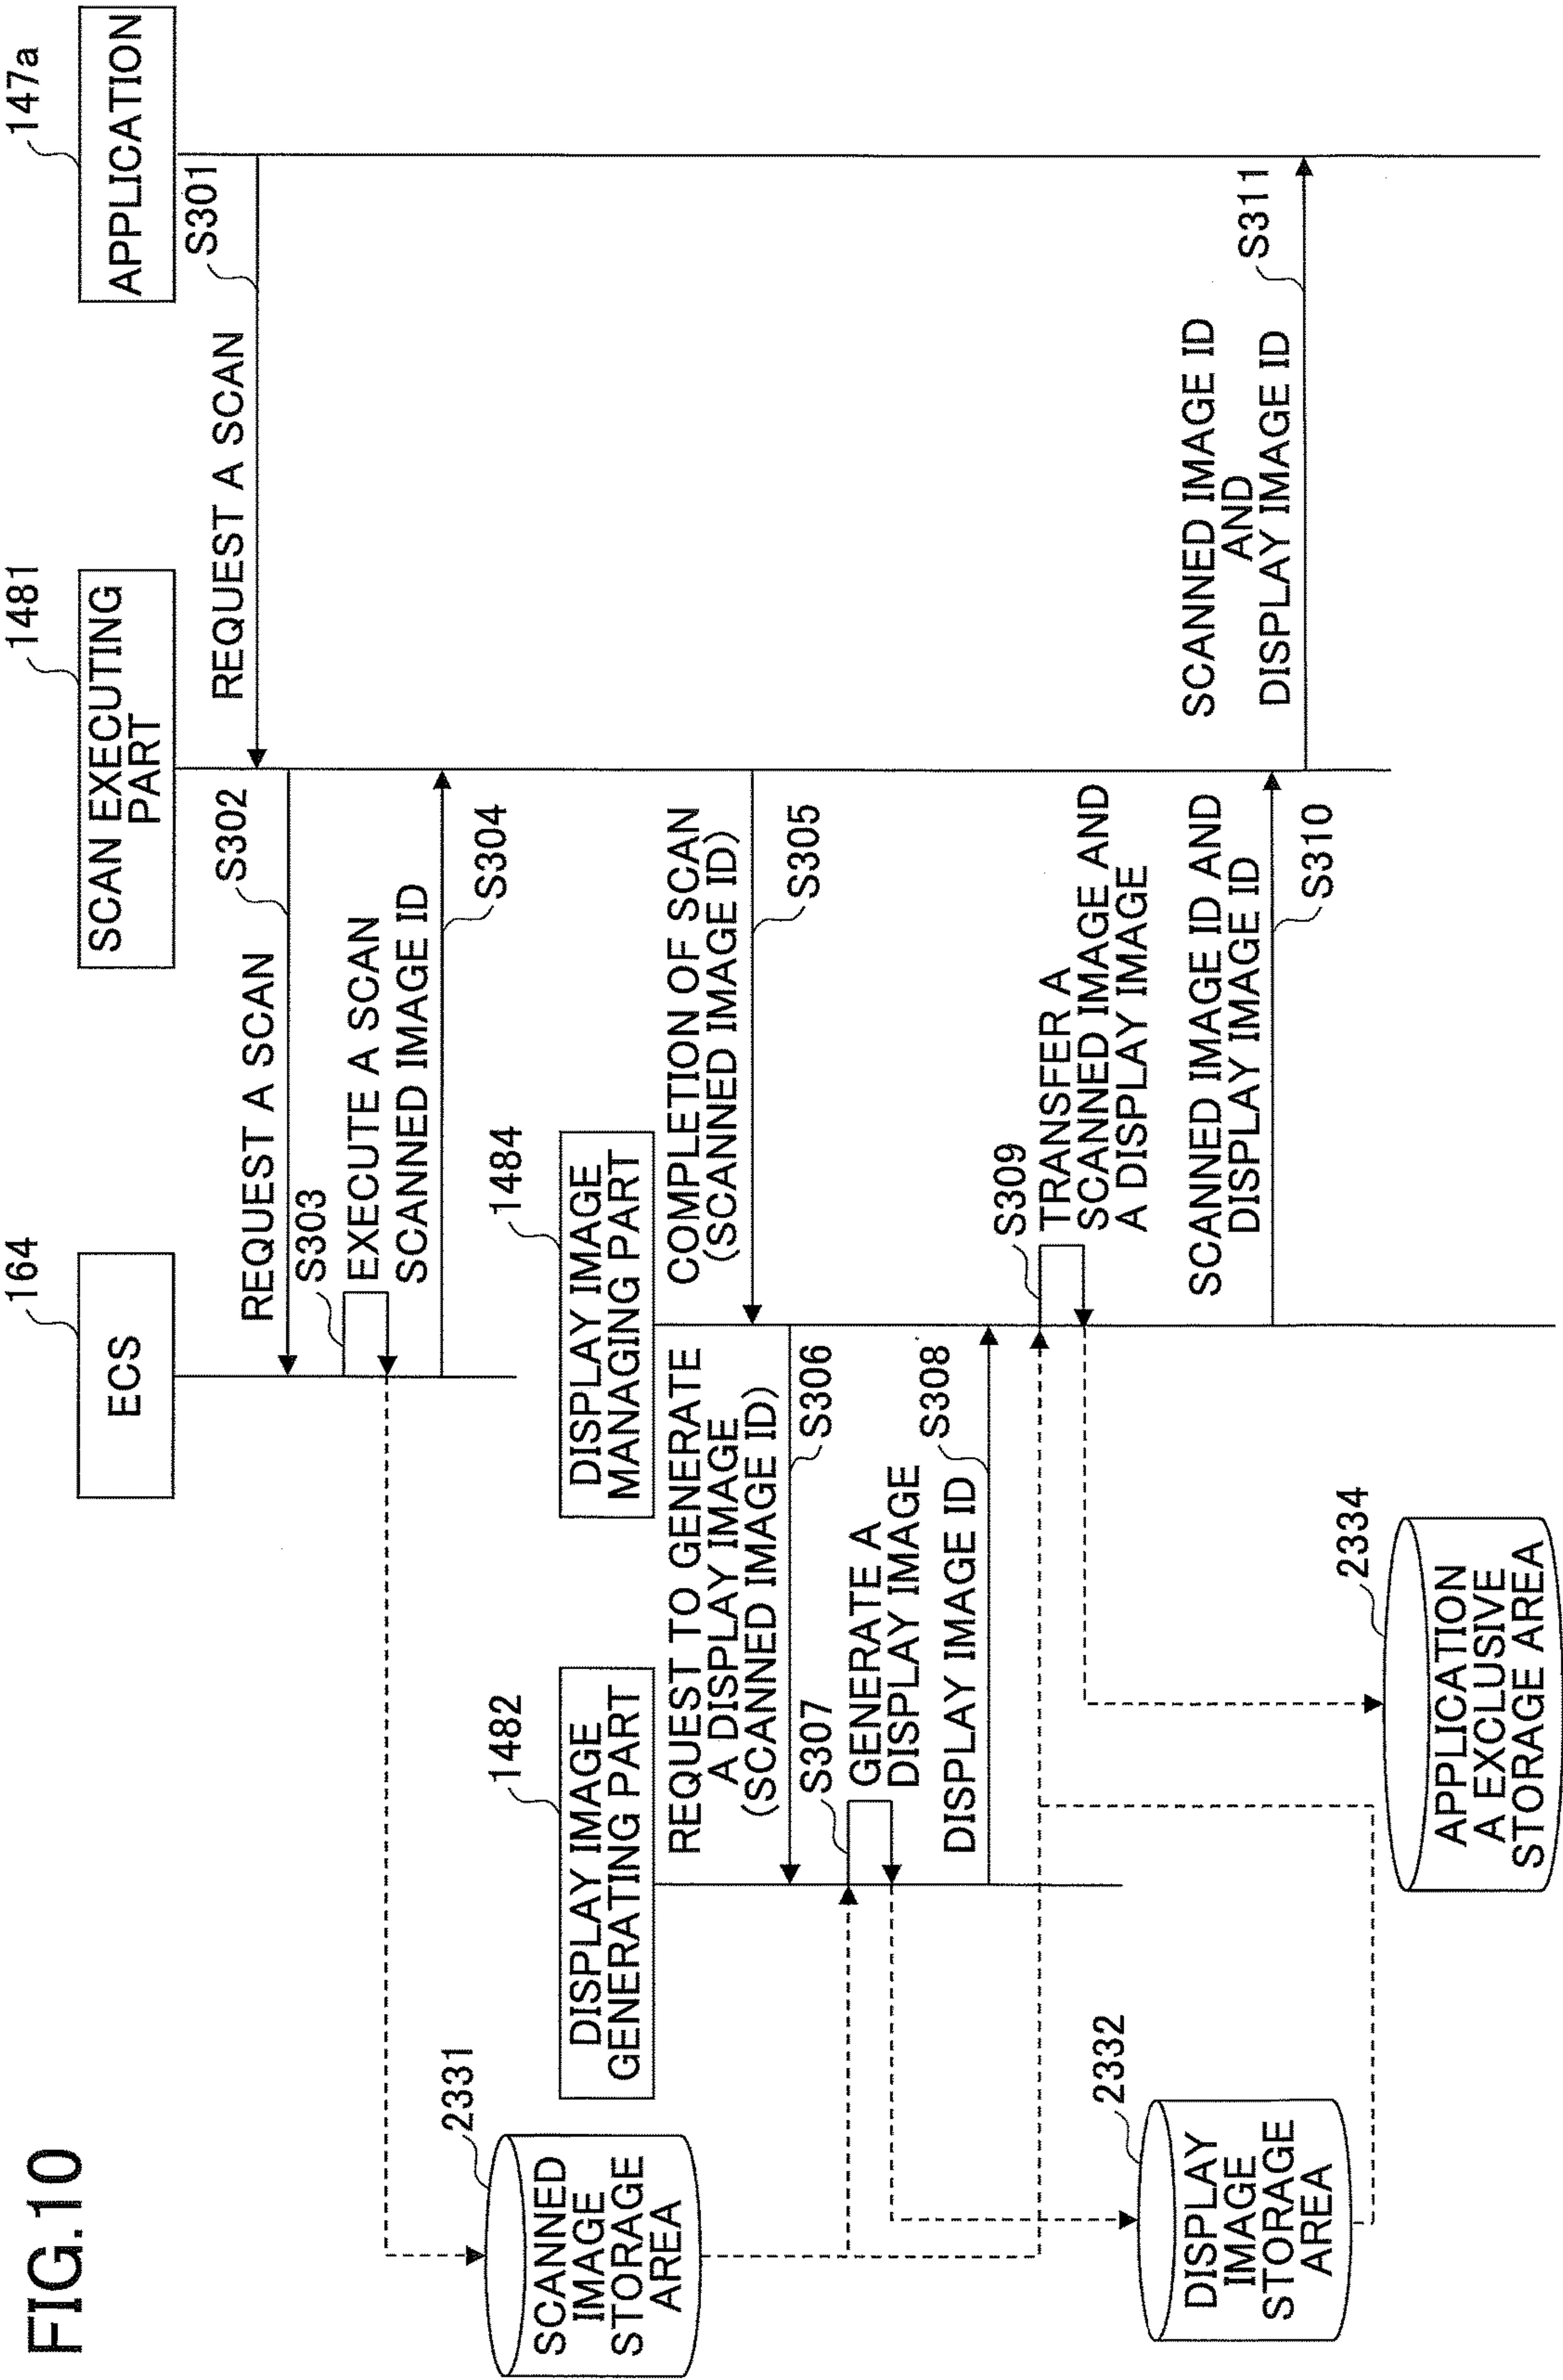 FIG.10
164
ECS
1481
SCAN EXECUTING
PART
147a
APPLICATION
S301
REQUEST A SCAN
S302
REQUEST A SCAN
S303
EXECUTE A SCAN
SCANNED IMAGE ID
S304
2331
SCANNED
IMAGE
STORAGE
AREA
1482
DISPLAY IMAGE
GENERATING PART
1484
DISPLAY IMAGE
MANAGING PART
COMPLETION OF SCAN
(SCANNED IMAGE ID)
S305
REQUEST TO GENERATE
A DISPLAY IMAGE
(SCANNED IMAGE ID)
S306
S307
GENERATE A
DISPLAY IMAGE
DISPLAY IMAGE ID
S308
S309
TRANSFER A
SCANNED IMAGE AND
A DISPLAY IMAGE
2332
DISPLAY
IMAGE
STORAGE
AREA
SCANNED IMAGE ID AND
DISPLAY IMAGE ID
S310
SCANNED IMAGE ID
AND
DISPLAY IMAGE ID
S311
2334
APPLICATION
A EXCLUSIVE
STORAGE AREA